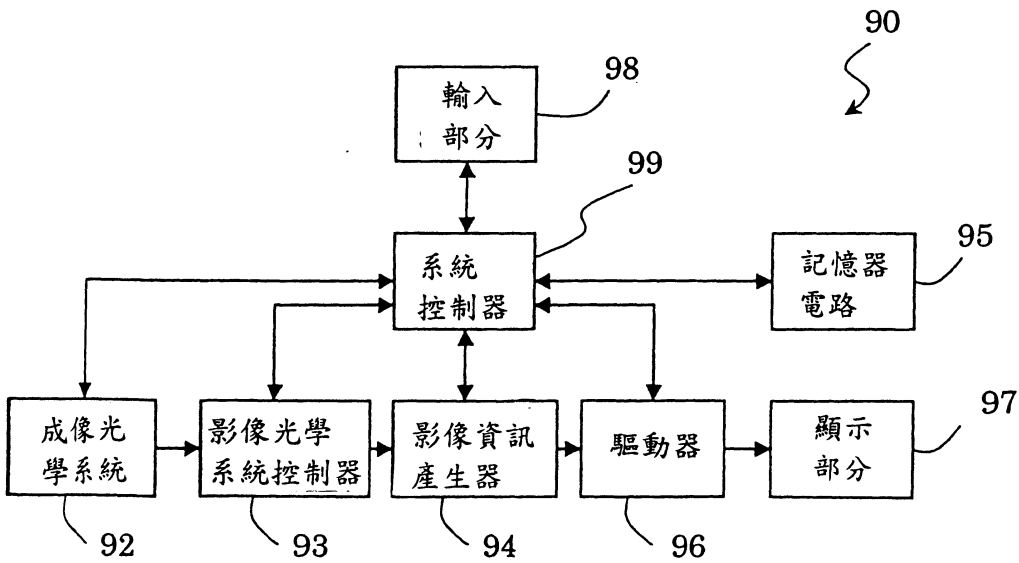 90
98
輸入
部分
99
系統
控制器
95
記憶器
電路
97
成像光
學系統
影像光學
系統控制器
影像資訊
產生器
驅動器
顯示
部分
92
93
94
96